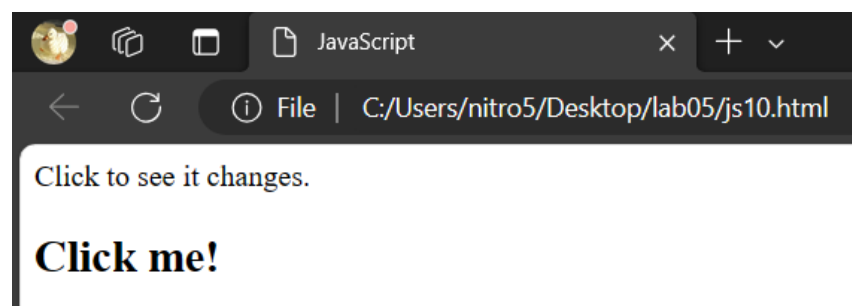 JavaScript
File | C:/Users/nitro5/Desktop/lab05/js10.html
Click to see it changes.
Click me!